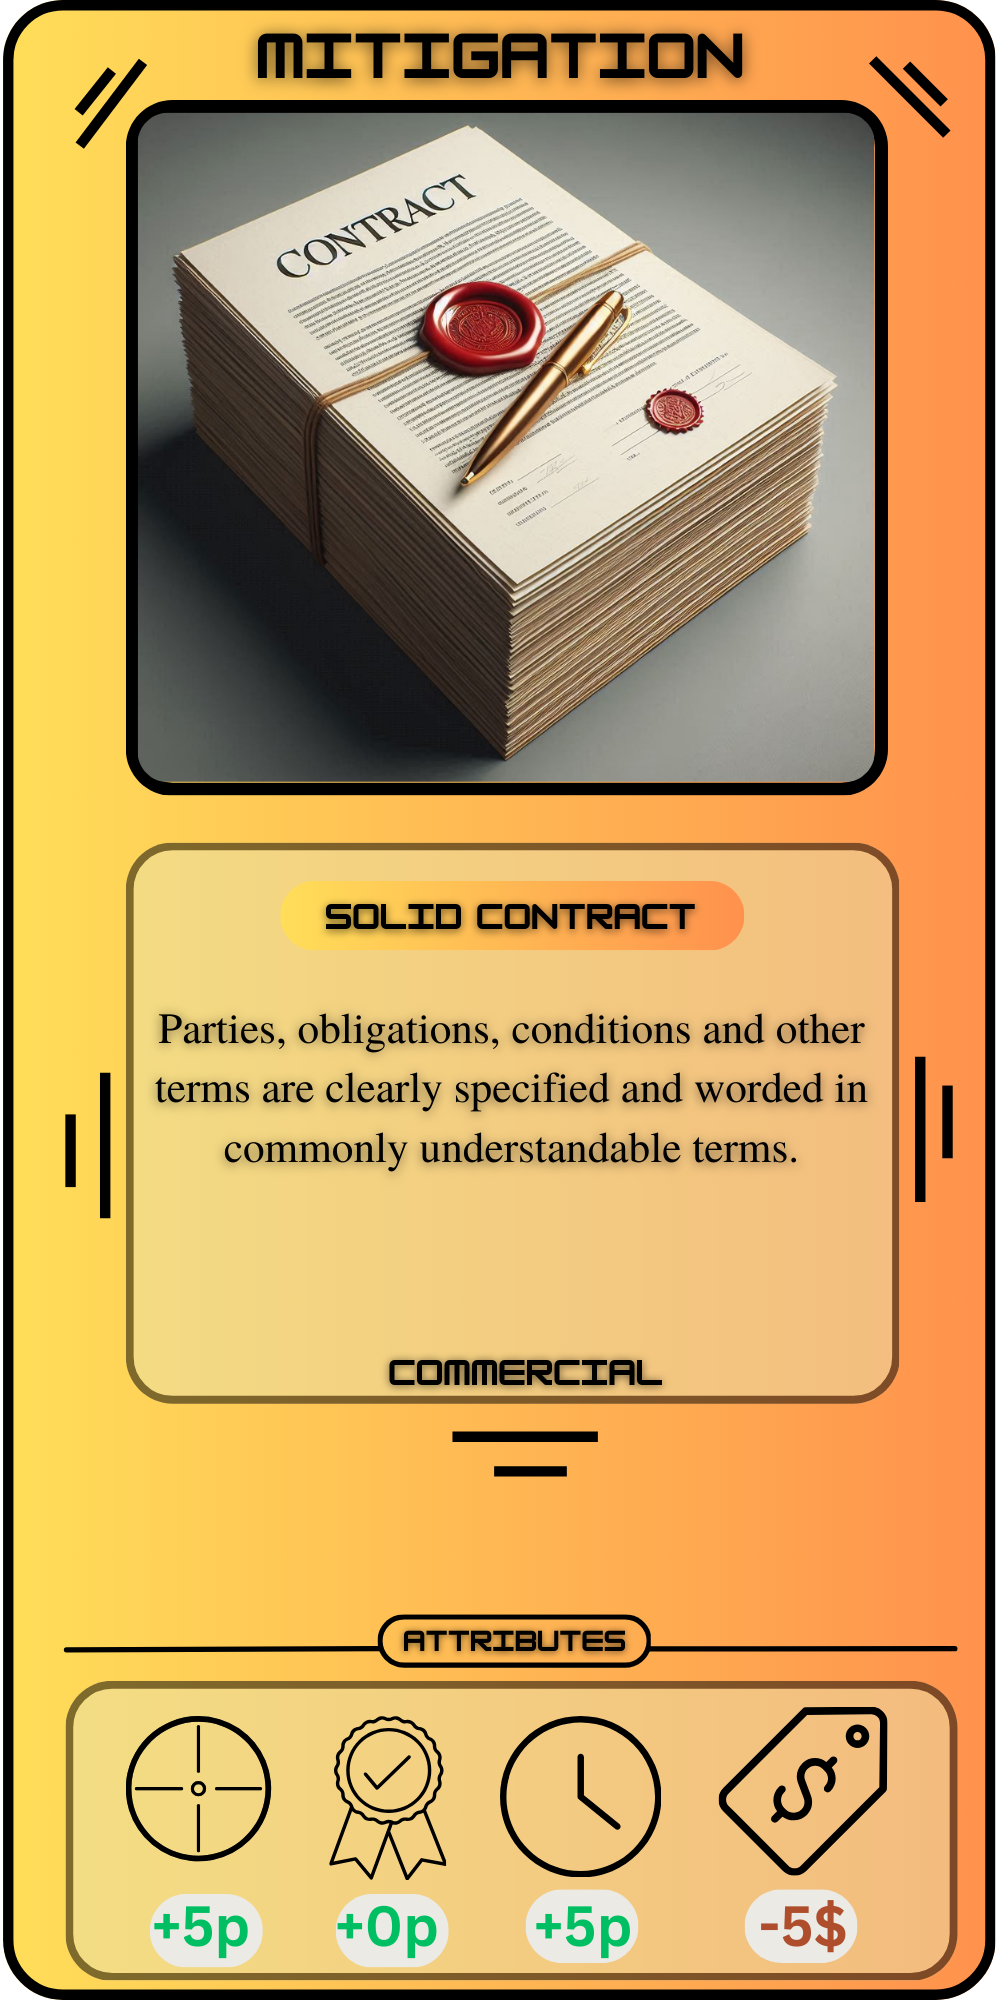 MITIGATION
CONTRACT
SOLID CONTRACT
Parties, obligations, conditions and other
terms are clearly specified and worded in
commonly understandable terms.
COMMERCIAL
ATTRIBUTES
+5p +0p +5p -5$